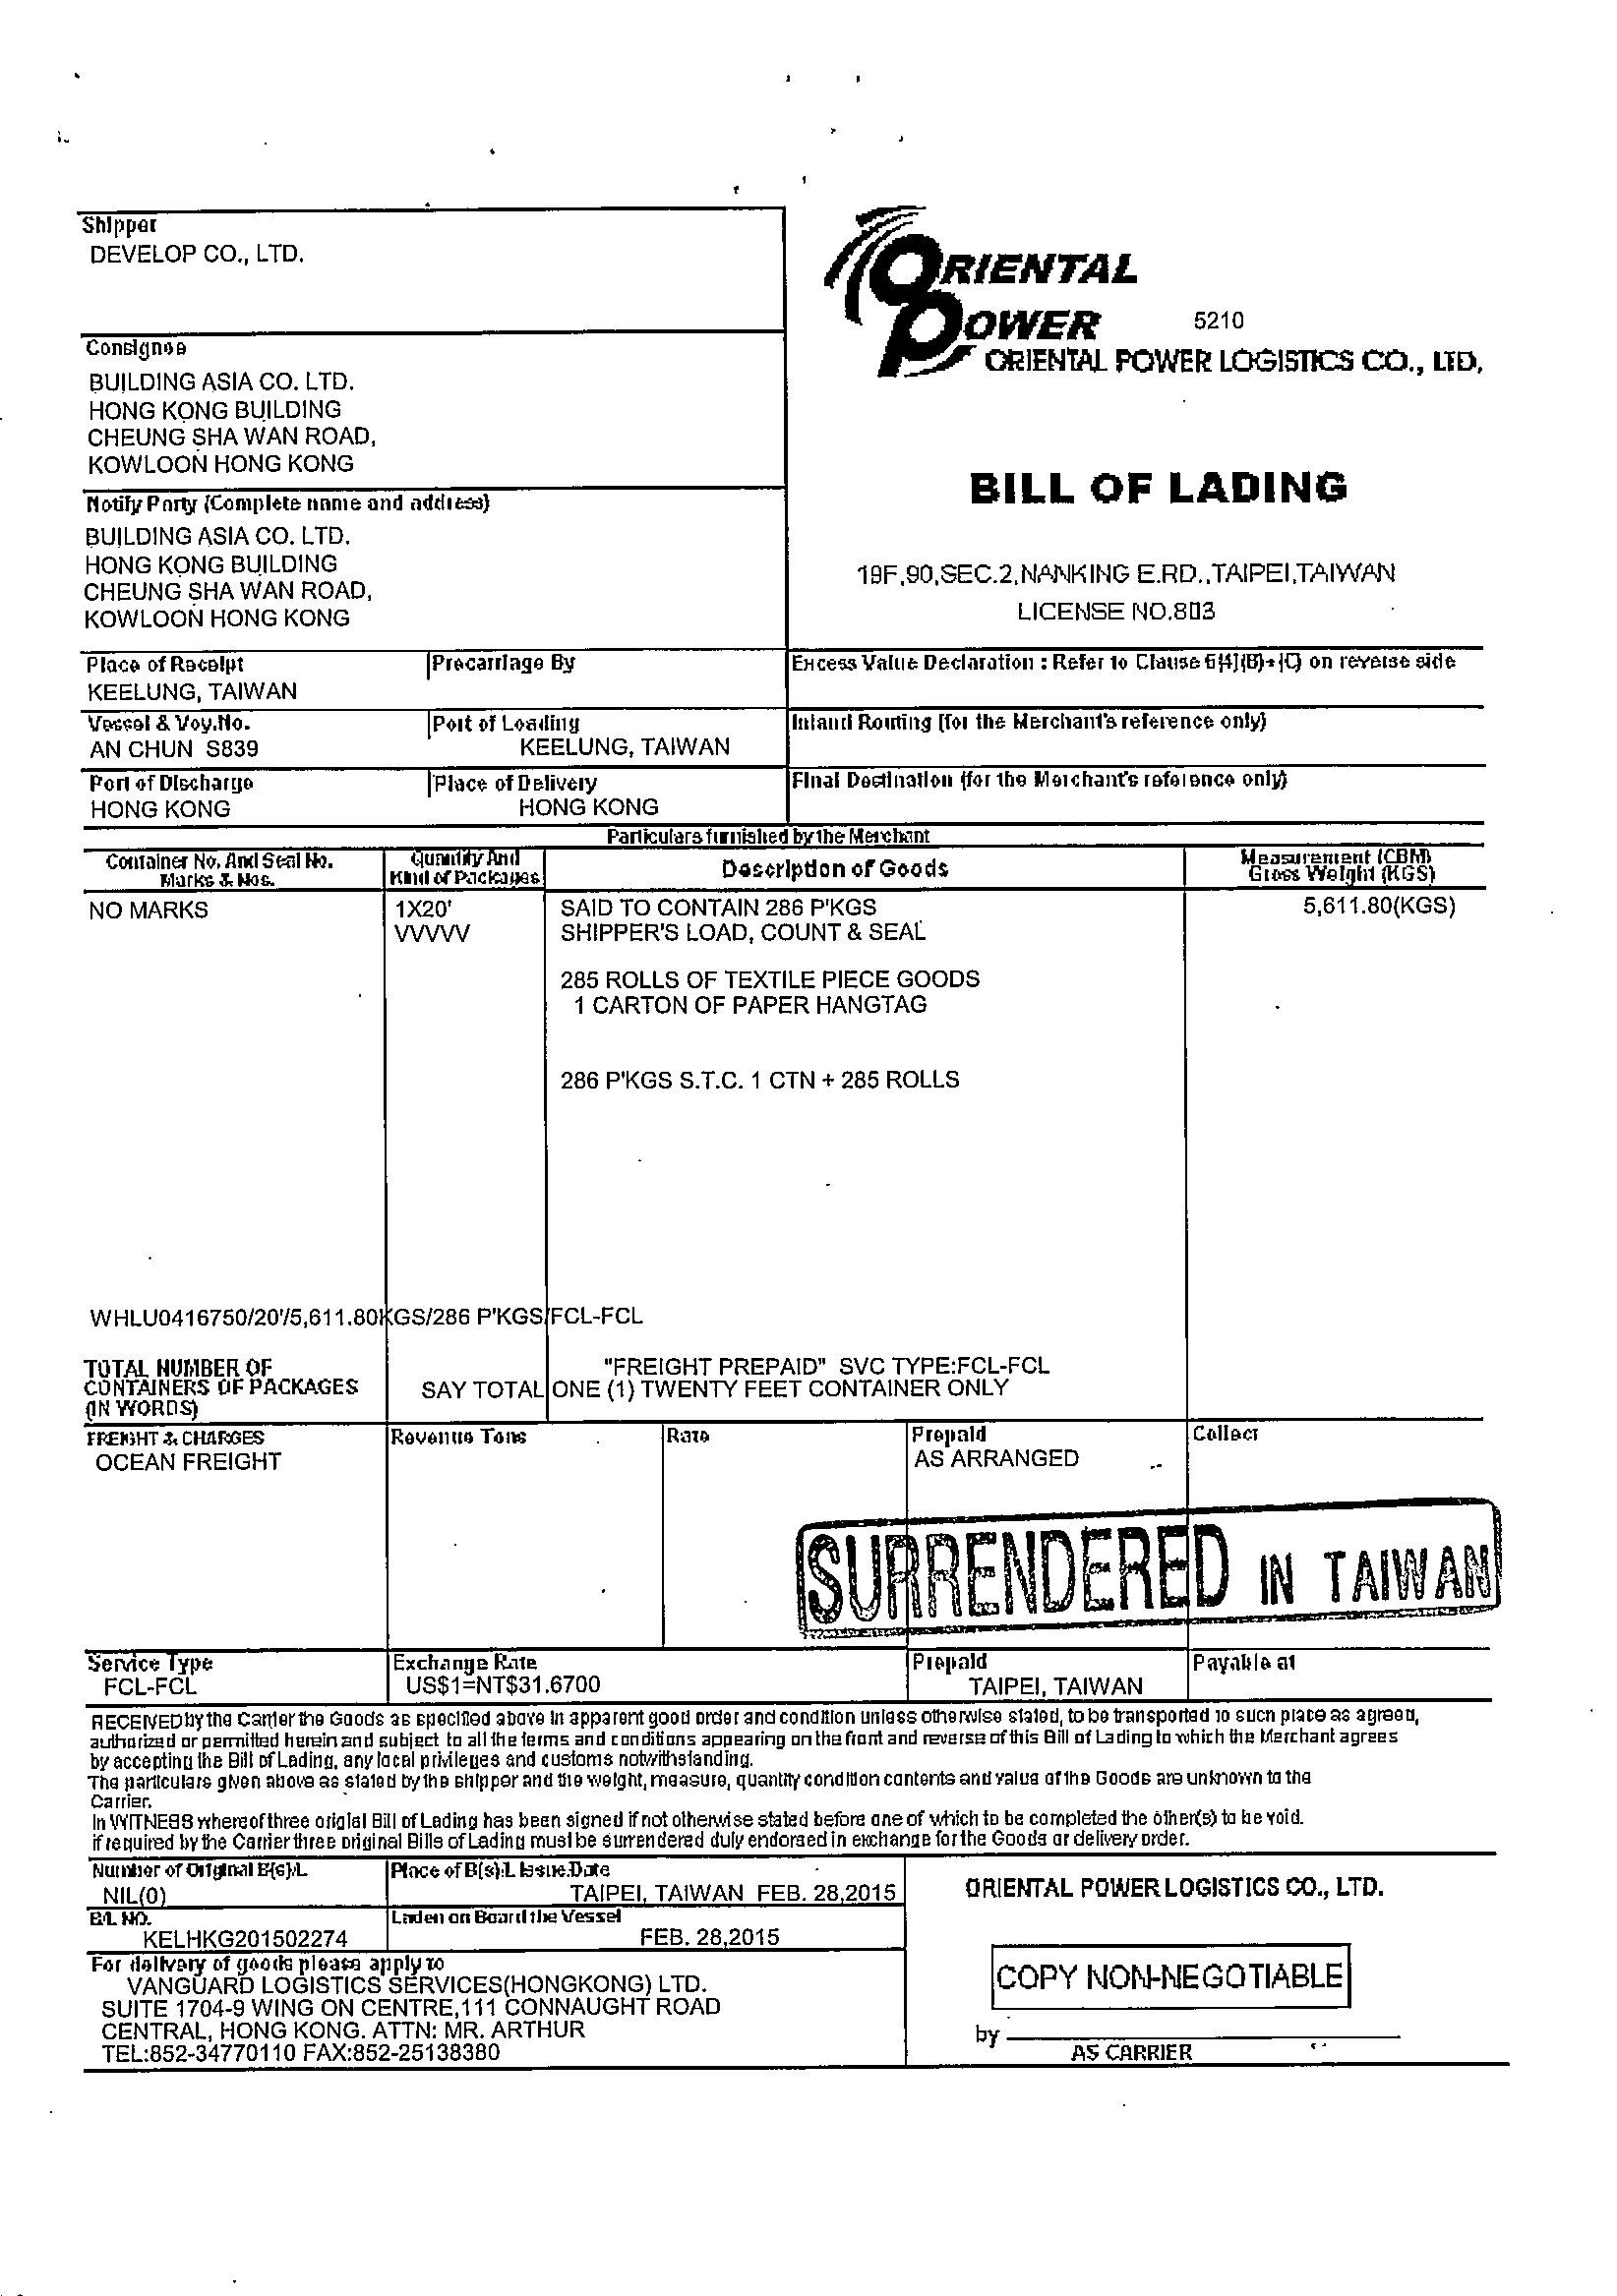 Shipper
DEVELOP CO., LTD.
ORIENTAL
POWER
5210
ORIENTAL POWER LOGISTICS CO., LTD.
Consignee
BUILDING ASIA CO. LTD.
HONG KONG BUILDING
CHEUNG SHA WAN ROAD,
KOWLOON HONG KONG
BILL OF LADING
Notify Party (Complete name and address)
BUILDING ASIA CO. LTD.
HONG KONG BUILDING
CHEUNG SHA WAN ROAD,
KOWLOON HONG KONG
19F,90,SEC.2,NANKING E.RD.,TAIPEI,TAIWAN
LICENSE NO.803
Place of Receipt
KEELUNG, TAIWAN
Precarriage By
Excess Value Declaration : Refer to Clause 6(4)(B)+(C) on reverse side
Vessel & Voy.No.
AN CHUN S839
Port of Loading
KEELUNG, TAIWAN
Inland Routing (for the Merchant's reference only)
Port of Discharge
HONG KONG
Place of Delivery
HONG KONG
Final Destination (for the Merchant's reference only)
Particulars furnished by the Merchant
Container No. And Seal No.
Marks & Nos.
Quantity And
Kind of Packages
Description of Goods
Measurement (CBM)
Gross Weight (KGS)
NO MARKS
1X20'
VVVVV
SAID TO CONTAIN 286 P'KGS
SHIPPER'S LOAD, COUNT & SEAL
5,611.80(KGS)
285 ROLLS OF TEXTILE PIECE GOODS
1 CARTON OF PAPER HANGTAG
286 P'KGS S.T.C. 1 CTN + 285 ROLLS
WHLU0416750/20'/5,611.80KGS/286 P'KGS/FCL-FCL
TOTAL NUMBER OF
CONTAINERS OF PACKAGES
(IN WORDS)
"FREIGHT PREPAID" SVC TYPE:FCL-FCL
SAY TOTAL ONE (1) TWENTY FEET CONTAINER ONLY
FREIGHT & CHARGES
OCEAN FREIGHT
Revenue Tons
Rate
Prepaid
AS ARRANGED
Collect
SURRENDERED IN TAIWAN
Service Type
FCL-FCL
Exchange Rate
US$1=NT$31.6700
Prepaid
TAIPEI, TAIWAN
Payable at
RECEIVED by the Carrier the Goods as specified above in apparent good order and condition unless otherwise stated, to be transported to such place as agreed,
authorized or permitted herein and subject to all the terms and conditions appearing on the front and reverse of this Bill of Lading to which the Merchant agrees
by accepting the Bill of Lading, any local privileges and customs notwithstanding.
The particulars given above as stated by the shipper and the weight, measure, quantity condition contents and value of the Goods are unknown to the
Carrier.
In WITNESS whereof three origial Bill of Lading has been signed if not otherwise stated before one of which to be completed the other(s) to be void.
if required by the Carrier three original Bills of Lading must be surrendered duly endorsed in exchange for the Goods or delivery order.
Number of Original B(s)/L
NIL(0)
Place of B(s)/L Issue.Date
TAIPEI, TAIWAN FEB. 28,2015
B/L NO.
KELHKG201502274
Laden on Board the Vessel
FEB. 28,2015
ORIENTAL POWER LOGISTICS CO., LTD.
For delivery of goods please apply to
VANGUARD LOGISTICS SERVICES(HONGKONG) LTD.
SUITE 1704-9 WING ON CENTRE,111 CONNAUGHT ROAD
CENTRAL, HONG KONG. ATTN: MR. ARTHUR
TEL:852-34770110 FAX:852-25138380
COPY NON-NEGOTIABLE
by
AS CARRIER